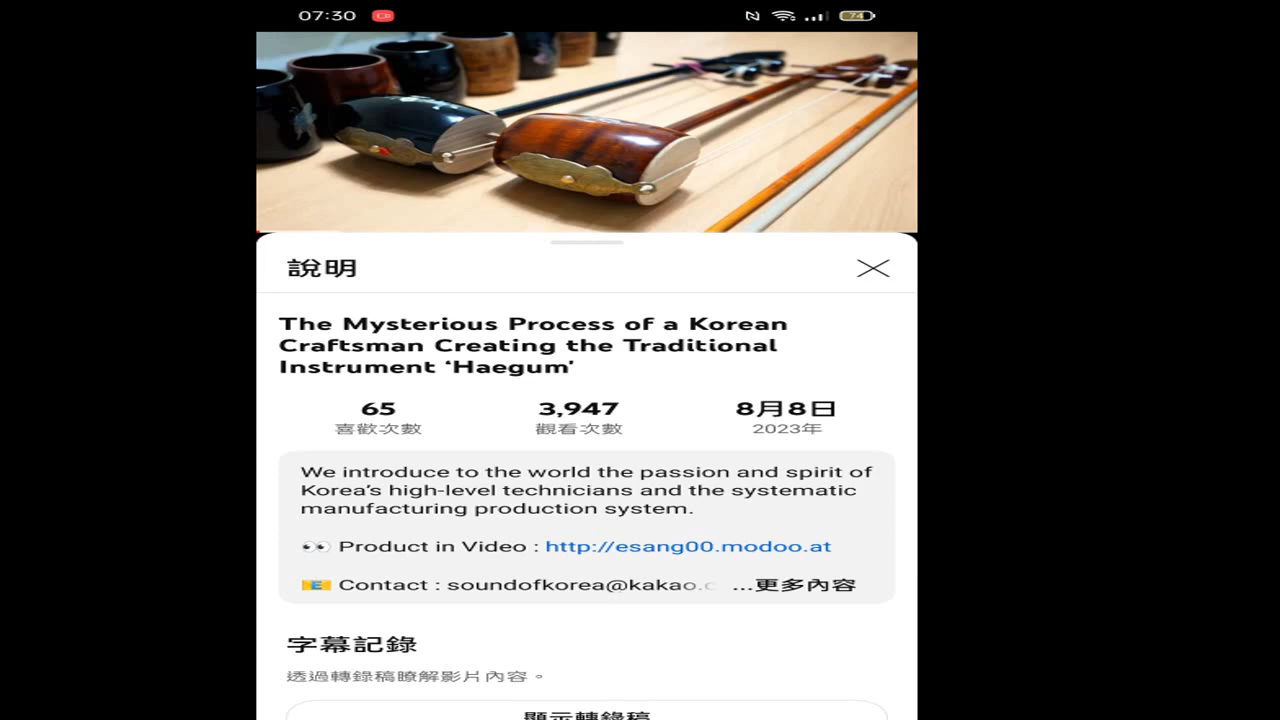 07:30
74
說明
The Mysterious Process of a Korean
Craftsman Creating the Traditional
Instrument ‘Haegum’
65 3,947 8月8日
喜歡次數 觀看次數 2023年
We introduce to the world the passion and spirit of
Korea’s high-level technicians and the systematic
manufacturing production system.
👀 Product in Video : http://esang00.modoo.at
📧 Contact : soundofkorea@kakao.c ...更多內容
字幕記錄
透過轉錄稿瞭解影片內容。
顯示轉錄稿